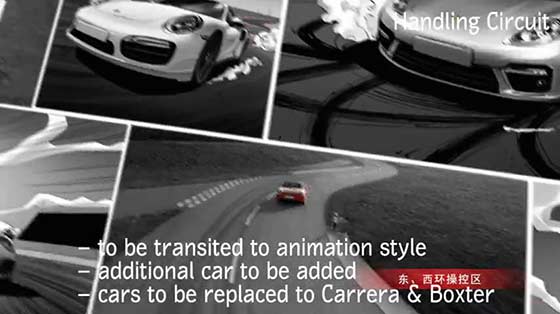 Handling Circuit
– to be transited to animation style
– additional car to be added
东、西环操控区
– cars to be replaced to Carrera & Boxter